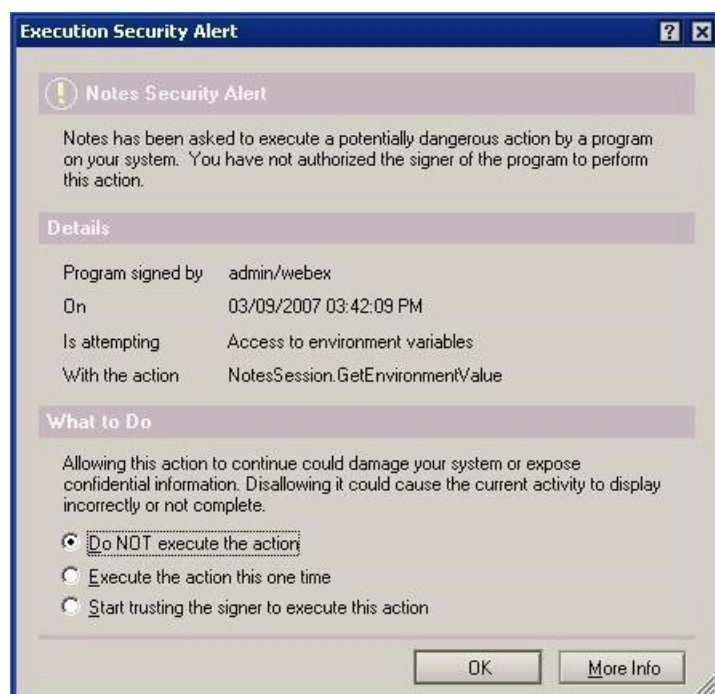 Execution Security Alert
Notes Security Alert
Notes has been asked to execute a potentially dangerous action by a program
on your system. You have not authorized the signer of the program to perform
this action.
Details
Program signed by admin/webex
On 03/09/2007 03:42:09 PM
Is attempting Access to environment variables
With the action NotesSession.GetEnvironmentValue
What to Do
Allowing this action to continue could damage your system or expose
confidential information. Disallowing it could cause the current activity to display
incorrectly or not complete.
Do NOT execute the action
Execute the action this one time
Start trusting the signer to execute this action
OK More Info